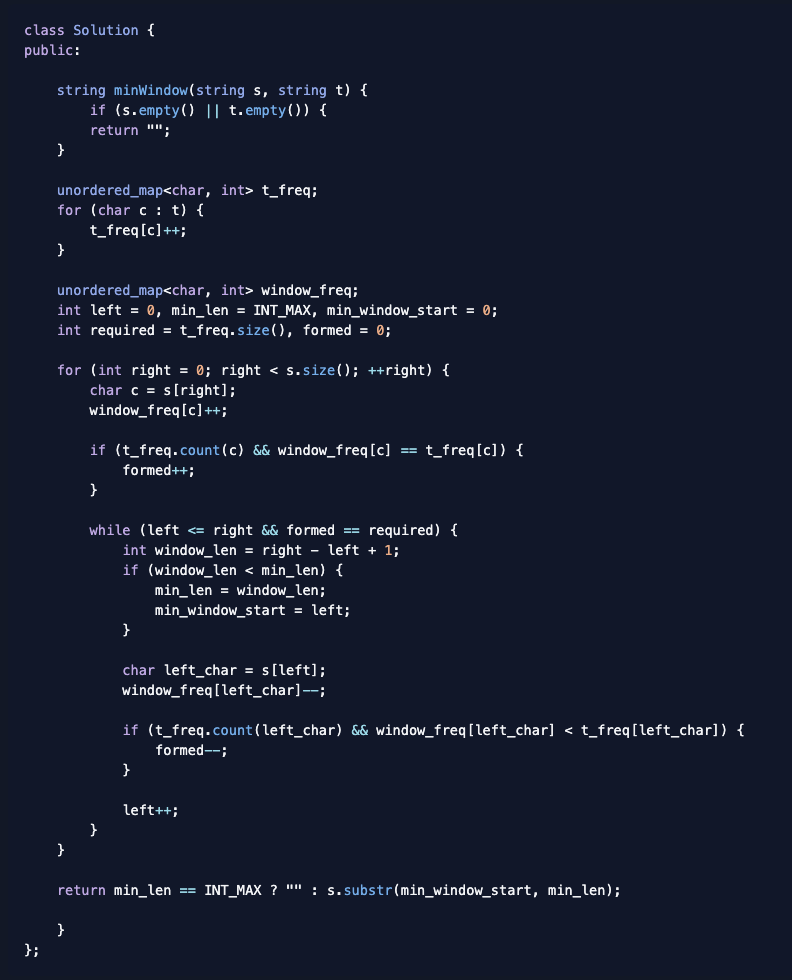 class Solution {
public:

    string minWindow(string s, string t) {
        if (s.empty() || t.empty()) {
        return "";
    }

    unordered_map<char, int> t_freq;
    for (char c : t) {
        t_freq[c]++;
    }

    unordered_map<char, int> window_freq;
    int left = 0, min_len = INT_MAX, min_window_start = 0;
    int required = t_freq.size(), formed = 0;

    for (int right = 0; right < s.size(); ++right) {
        char c = s[right];
        window_freq[c]++;

        if (t_freq.count(c) && window_freq[c] == t_freq[c]) {
            formed++;
        }

        while (left <= right && formed == required) {
            int window_len = right - left + 1;
            if (window_len < min_len) {
                min_len = window_len;
                min_window_start = left;
            }

            char left_char = s[left];
            window_freq[left_char]--;

            if (t_freq.count(left_char) && window_freq[left_char] < t_freq[left_char]) {
                formed--;
            }

            left++;
        }
    }

    return min_len == INT_MAX ? "" : s.substr(min_window_start, min_len);

    }
};